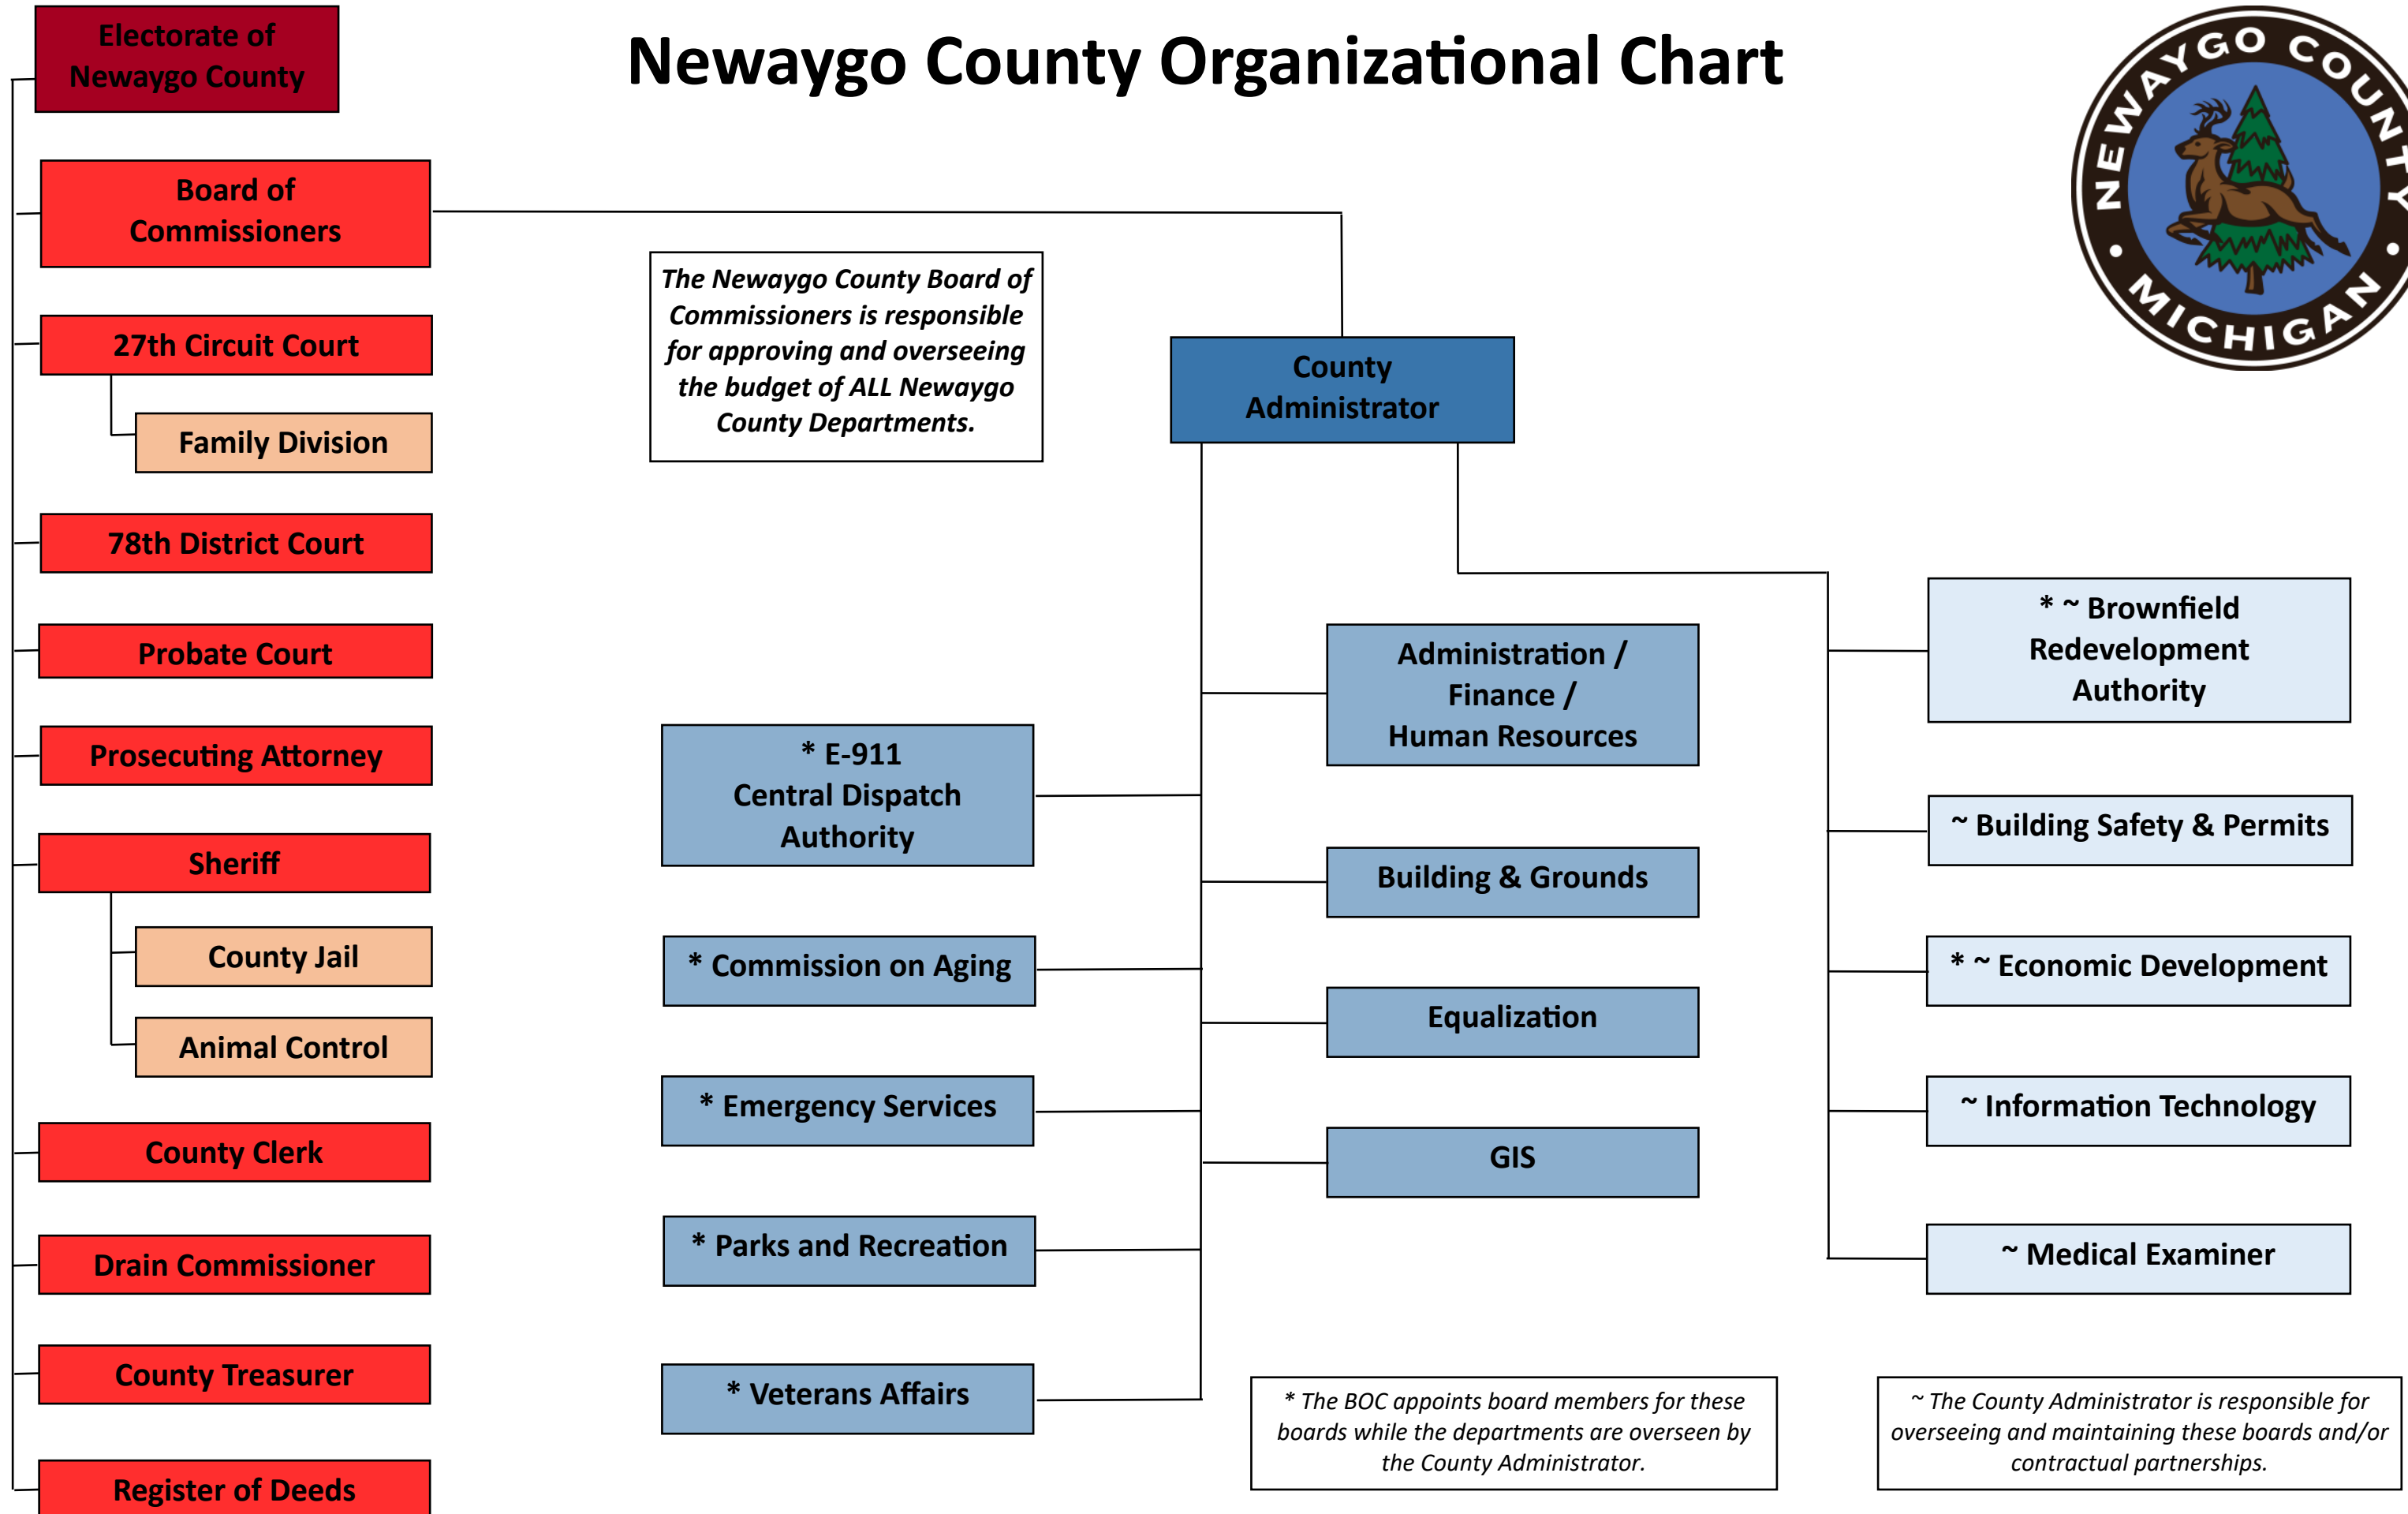 Newaygo County Organizational Chart
NEWAYGO COUNTY
MICHIGAN
Electorate of
Newaygo County
Board of
Commissioners
27th Circuit Court
Family Division
78th District Court
Probate Court
Prosecuting Attorney
Sheriff
County Jail
Animal Control
County Clerk
Drain Commissioner
County Treasurer
Register of Deeds
The Newaygo County Board of
Commissioners is responsible
for approving and overseeing
the budget of ALL Newaygo
County Departments.
County
Administrator
* E-911
Central Dispatch
Authority
* Commission on Aging
* Emergency Services
* Parks and Recreation
* Veterans Affairs
Administration /
Finance /
Human Resources
Building & Grounds
Equalization
GIS
* ~ Brownfield
Redevelopment
Authority
~ Building Safety & Permits
* ~ Economic Development
~ Information Technology
~ Medical Examiner
* The BOC appoints board members for these
boards while the departments are overseen by
the County Administrator.
~ The County Administrator is responsible for
overseeing and maintaining these boards and/or
contractual partnerships.